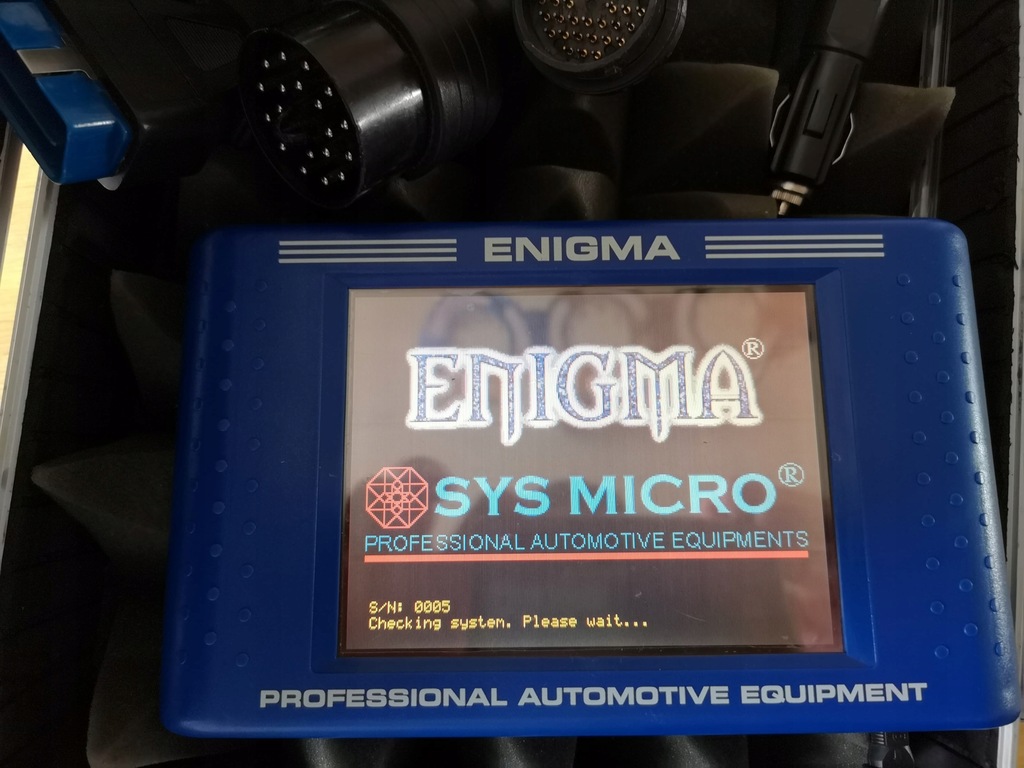 ENIGMA
ENIGMA®
SYS MICRO®
PROFESSIONAL AUTOMOTIVE EQUIPMENTS
S/N: 0005
Checking system. Please wait...
PROFESSIONAL AUTOMOTIVE EQUIPMENT